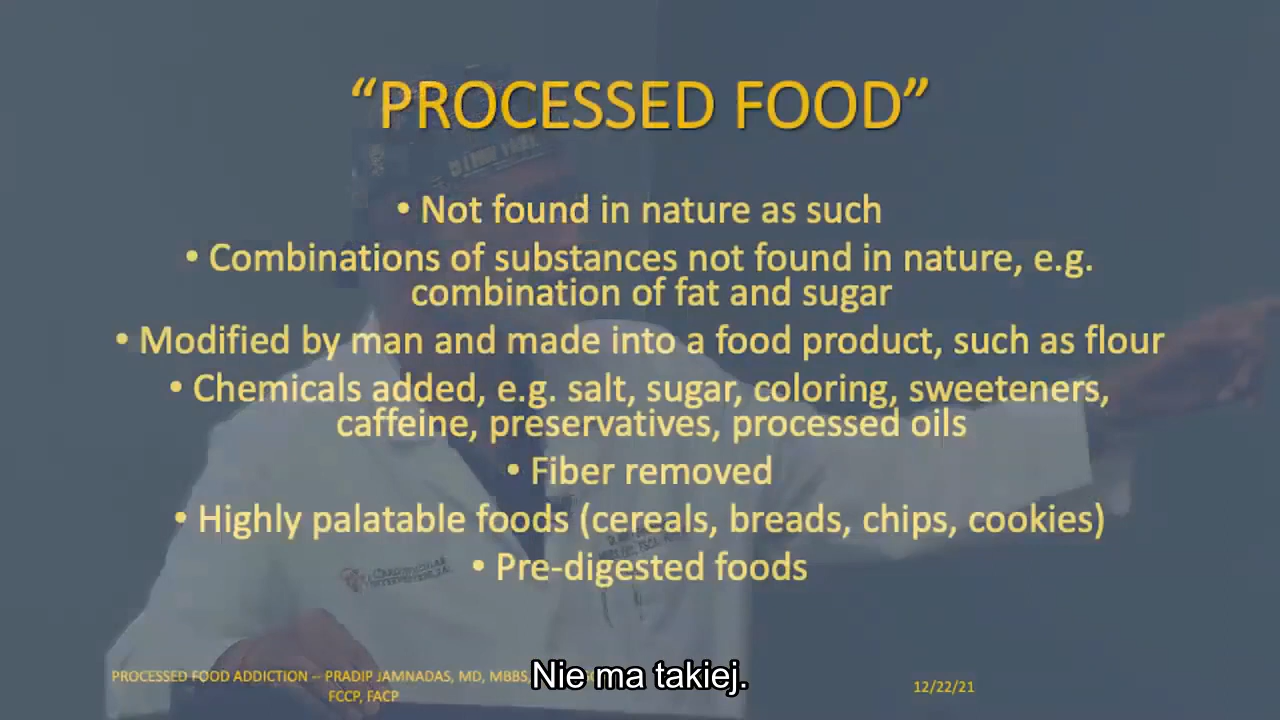 “PROCESSED FOOD”
• Not found in nature as such
• Combinations of substances not found in nature, e.g.
combination of fat and sugar
• Modified by man and made into a food product, such as flour
• Chemicals added, e.g. salt, sugar, coloring, sweeteners,
caffeine, preservatives, processed oils
• Fiber removed
• Highly palatable foods (cereals, breads, chips, cookies)
• Pre-digested foods
PROCESSED FOOD ADDICTION -- PRADIP JAMNADAS, MD, MBBS,
FCCP, FACP
Nie ma takiej.
12/22/21